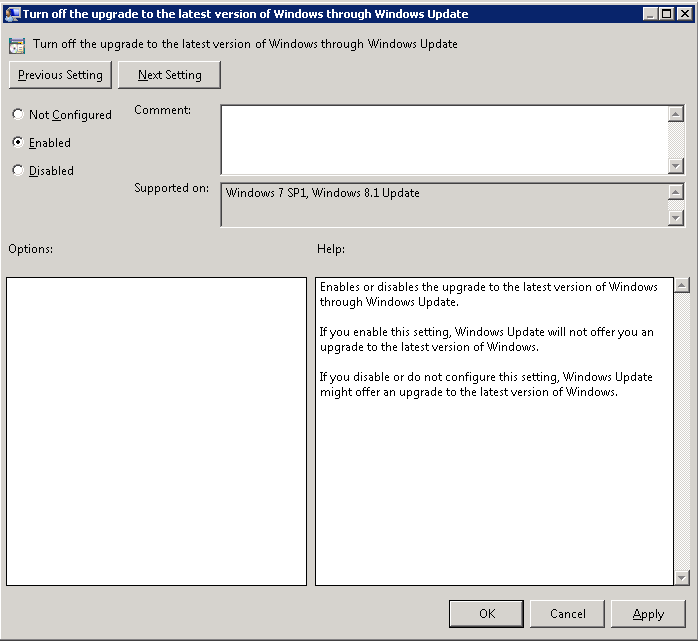 Turn off the upgrade to the latest version of Windows through Windows Update
Turn off the upgrade to the latest version of Windows through Windows Update
Previous Setting
Next Setting
Not Configured
Comment:
Enabled
Disabled
Supported on:
Windows 7 SP1, Windows 8.1 Update
Options:
Help:
Enables or disables the upgrade to the latest version of Windows
through Windows Update.
If you enable this setting, Windows Update will not offer you an
upgrade to the latest version of Windows.
If you disable or do not configure this setting, Windows Update
might offer an upgrade to the latest version of Windows.
OK
Cancel
Apply